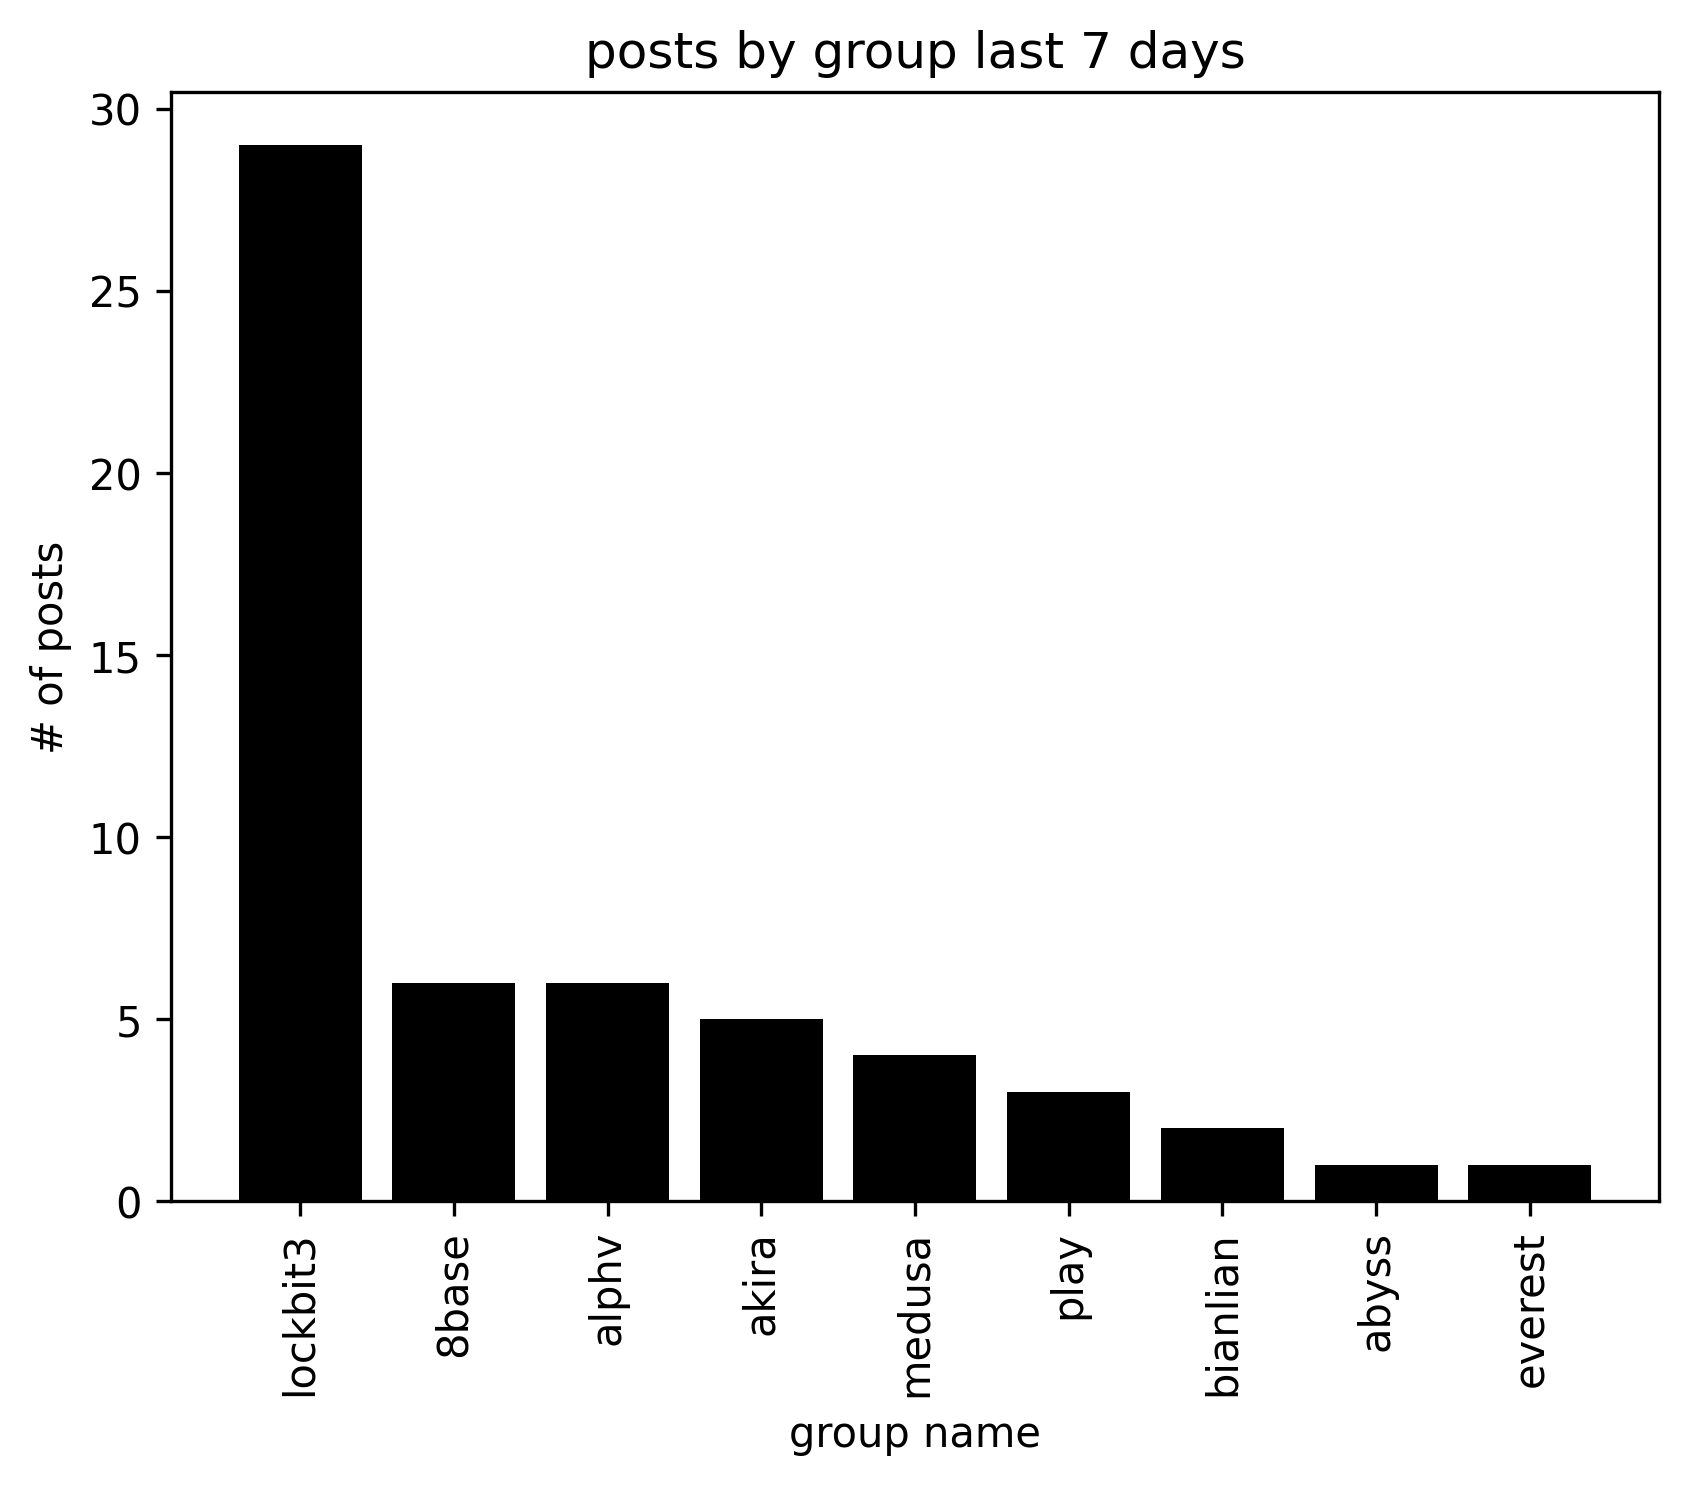 posts by group last 7 days
# of posts
30
25
20
15
10
5
0
lockbit3
8base
alphv
akira
medusa
play
bianlian
abyss
everest
group name